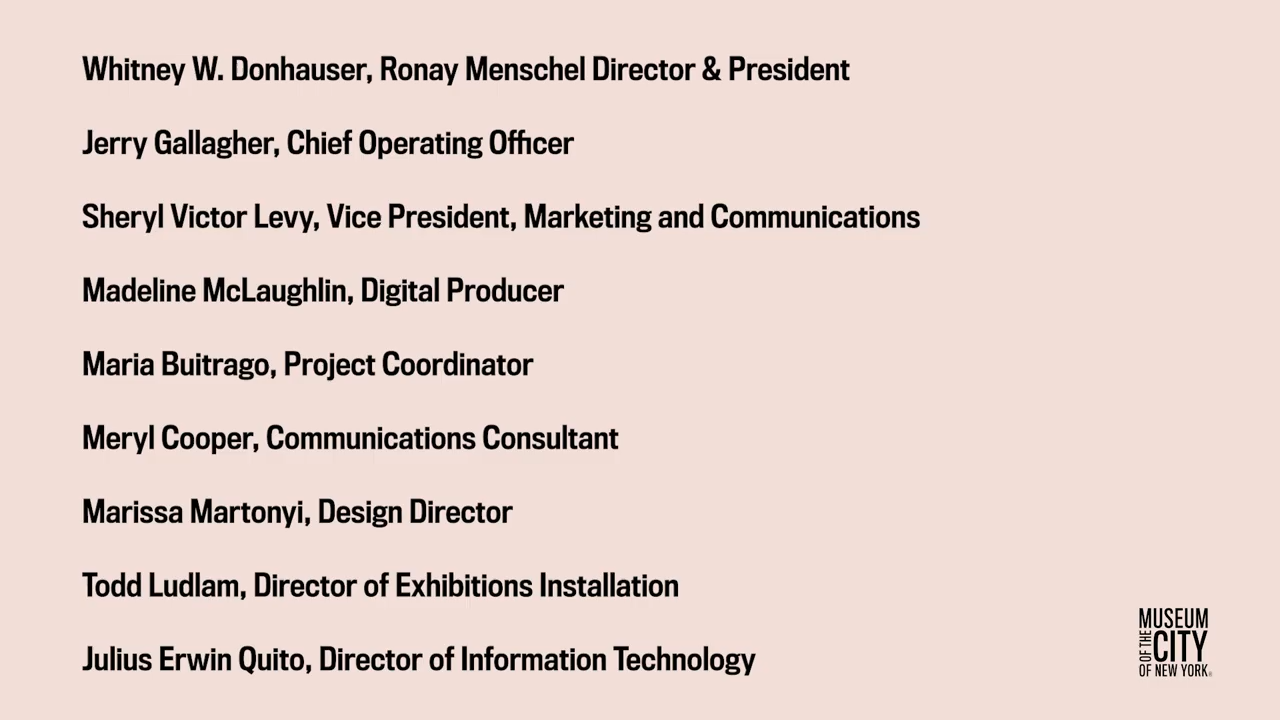 Whitney W. Donhauser, Ronay Menschel Director & President
Jerry Gallagher, Chief Operating Officer
Sheryl Victor Levy, Vice President, Marketing and Communications
Madeline McLaughlin, Digital Producer
Maria Buitrago, Project Coordinator
Meryl Cooper, Communications Consultant
Marissa Martonyi, Design Director
Todd Ludlam, Director of Exhibitions Installation
Julius Erwin Quito, Director of Information Technology
MUSEUM
OF THE
CITY
OF NEW YORK